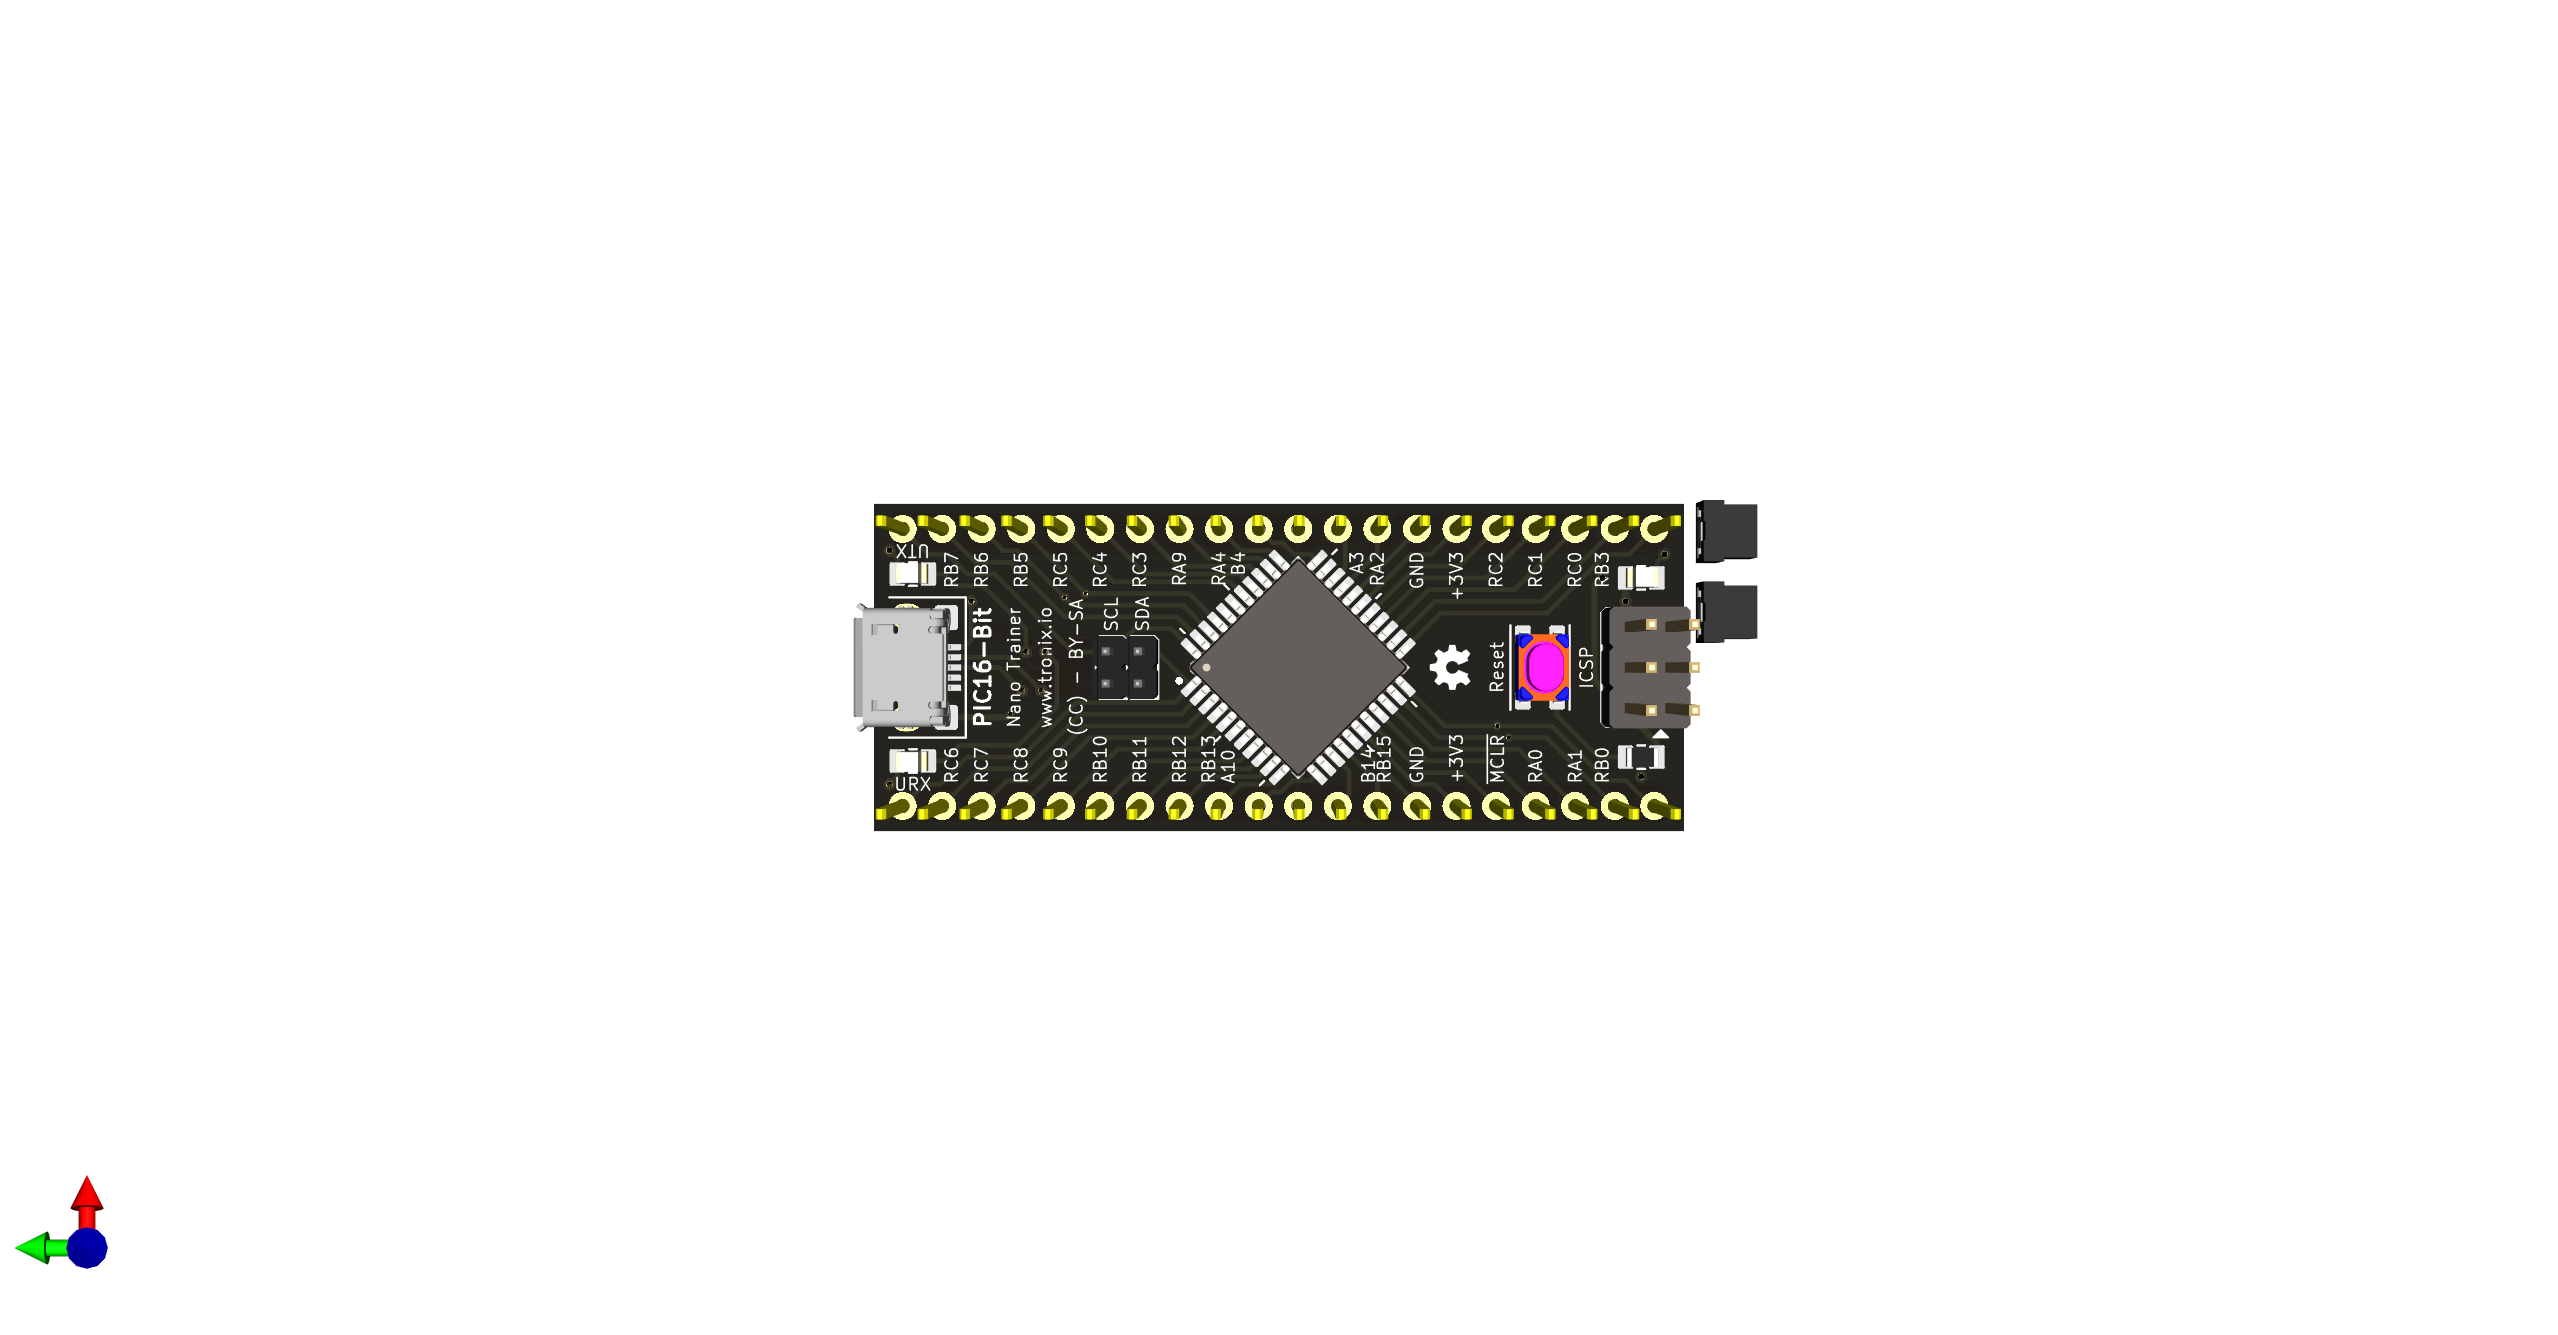 UTX
RB7
RB6
RB5
RC5
RC4
RC3
RA9
RA4
B4
A3
RA2
GND
+3V3
RC2
RC1
RC0
RB3
PIC16-Bit
Nano Trainer
www.tronix.io
(CC) - BY-SA
SCL
SDA
Reset
ICSP
URX
RC6
RC7
RC8
RC9
RB10
RB11
RB12
RB13
A10
B14
RB15
GND
+3V3
MCLR
RA0
RA1
RB0